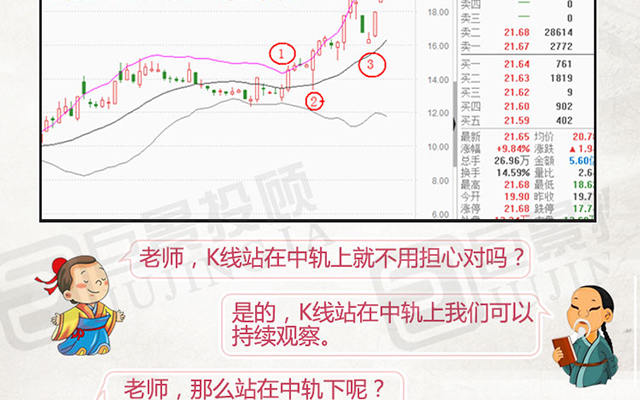 18.00
16.00
14.00
12.00
10.00
8.00
6.00
①
②
③
卖四 — 0
卖三 — 0
卖二 21.68 28614
卖一 21.67 2772
买一 21.64 761
买二 21.63 1819
买三 21.62 9
买四 21.60 902
买五 21.59 402
最新 21.65 均价 20.78
涨幅 +9.84% 涨跌 ▲1.9
总手 26.96万 金额 5.60
换手 14.59% 量比 2.6
最高 21.68 最低 18.6
今开 19.90 昨收 19.7
涨停 21.68 跌停 17.7
老师，K线站在中轨上就不用担心对吗？
是的，K线站在中轨上我们可以
持续观察。
老师，那么站在中轨下呢？